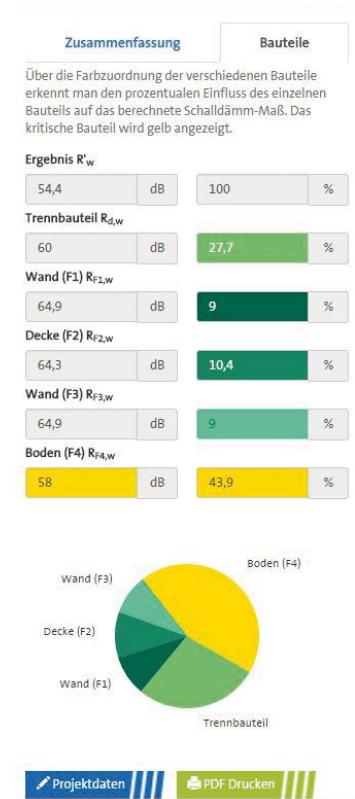 Zusammenfassung Bauteile
Über die Farbzuordnung der verschiedenen Bauteile
erkennt man den prozentualen Einfluss des einzelnen
Bauteils auf das berechnete Schalldämm-Maß. Das
kritische Bauteil wird gelb angezeigt.
Ergebnis R'w
54,4 dB 100 %
Trennbauteil Rd,w
60 dB 27,7 %
Wand (F1) RF1,w
64,9 dB 9 %
Decke (F2) RF2,w
64,3 dB 10,4 %
Wand (F3) RF3,w
64,9 dB 9 %
Boden (F4) RF4,w
58 dB 43,9 %
Boden (F4)
Wand (F3)
Decke (F2)
Wand (F1)
Trennbauteil
Projektdaten PDF Drucken